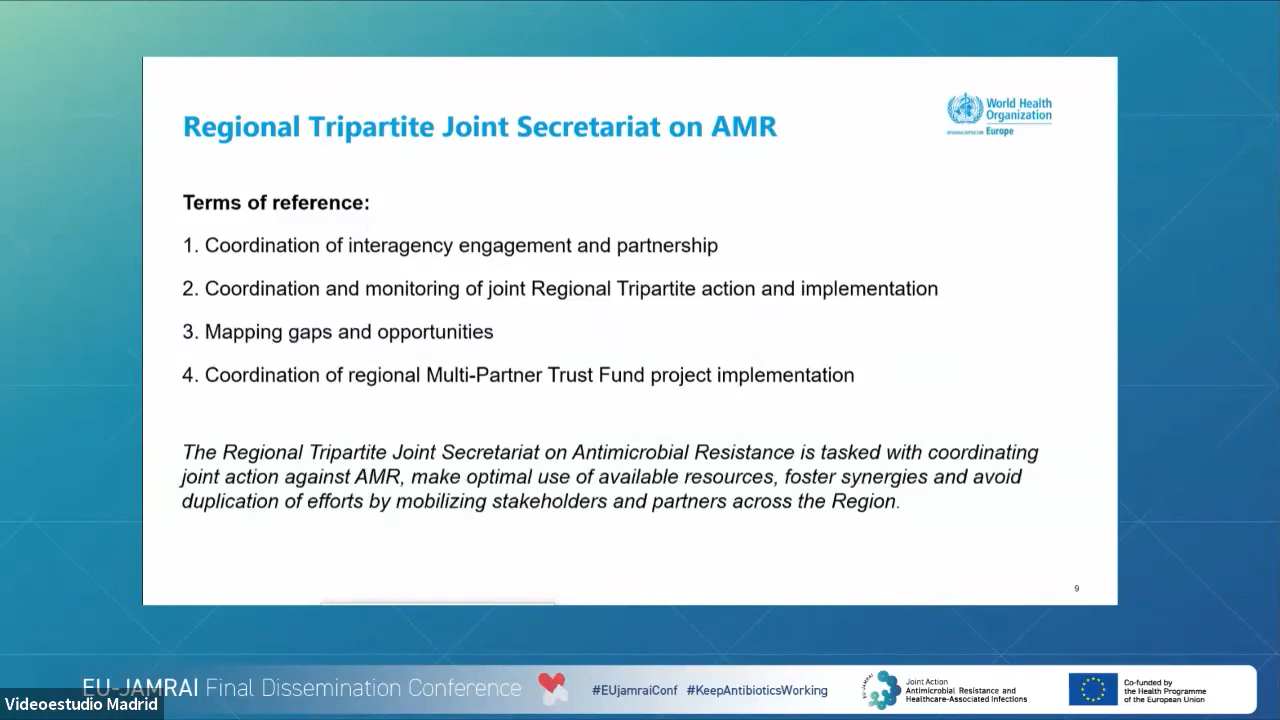 Regional Tripartite Joint Secretariat on AMR
World Health
Organization
Europe
Terms of reference:
1. Coordination of interagency engagement and partnership
2. Coordination and monitoring of joint Regional Tripartite action and implementation
3. Mapping gaps and opportunities
4. Coordination of regional Multi-Partner Trust Fund project implementation
The Regional Tripartite Joint Secretariat on Antimicrobial Resistance is tasked with coordinating
joint action against AMR, make optimal use of available resources, foster synergies and avoid
duplication of efforts by mobilizing stakeholders and partners across the Region.
9
EU-JAMRAI Final Dissemination Conference
#EUjamraiConf #KeepAntibioticsWorking
EU-JAMRAI
Joint Action
Antimicrobial Resistance and
Healthcare-Associated Infections
Co-funded by
the Health Programme
of the European Union
Videoestudio Madrid